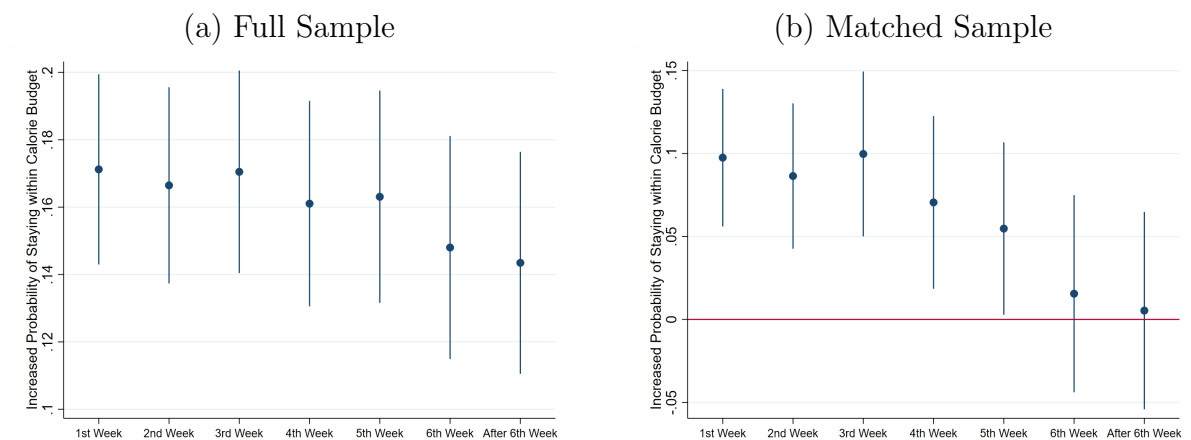 (a) Full Sample
Increased Probability of Staying within Calorie Budget
.2
.18
.16
.14
.12
.1
1st Week 2nd Week 3rd Week 4th Week 5th Week 6th Week After 6th Week
(b) Matched Sample
Increased Probability of Staying within Calorie Budget
.15
.1
.05
0
-.05
1st Week 2nd Week 3rd Week 4th Week 5th Week 6th Week After 6th Week